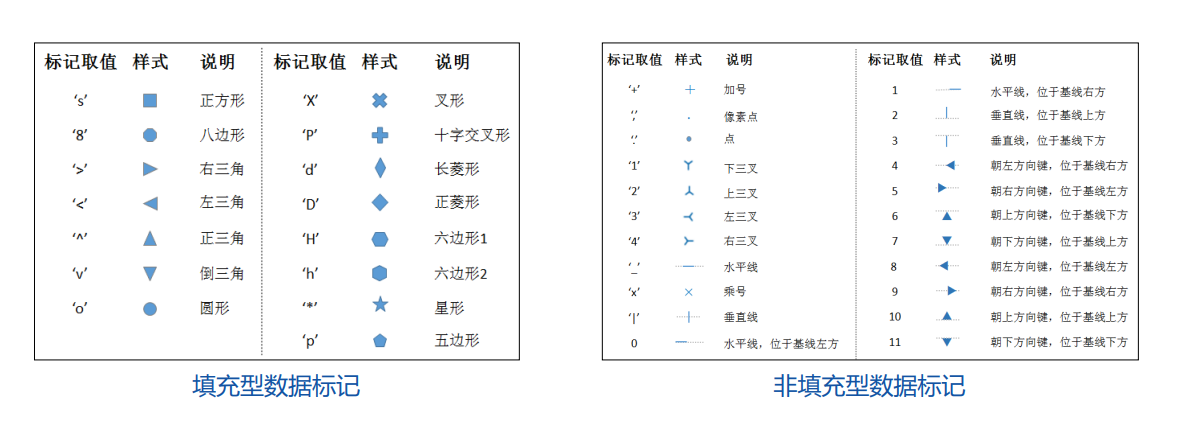 标记取值 样式 说明 标记取值 样式 说明
‘s’ 正方形 ‘X’ 叉形
‘8’ 八边形 ‘P’ 十字交叉形
‘>’ 右三角 ‘d’ 长菱形
‘<’ 左三角 ‘D’ 正菱形
‘^’ 正三角 ‘H’ 六边形1
‘v’ 倒三角 ‘h’ 六边形2
‘o’ 圆形 ‘*’ 星形
‘p’ 五边形
填充型数据标记
标记取值 样式 说明 标记取值 样式 说明
‘+’ 加号 1 水平线，位于基线右方
‘,’ 像素点 2 垂直线，位于基线上方
‘.’ 点 3 垂直线，位于基线下方
‘1’ 下三叉 4 朝左方向键，位于基线右方
‘2’ 上三叉 5 朝右方向键，位于基线左方
‘3’ 左三叉 6 朝上方向键，位于基线下方
‘4’ 右三叉 7 朝下方向键，位于基线上方
‘_’ 水平线 8 朝左方向键，位于基线左方
‘x’ 乘号 9 朝右方向键，位于基线右方
‘|’ 垂直线 10 朝上方向键，位于基线上方
0 水平线，位于基线左方 11 朝下方向键，位于基线下方
非填充型数据标记